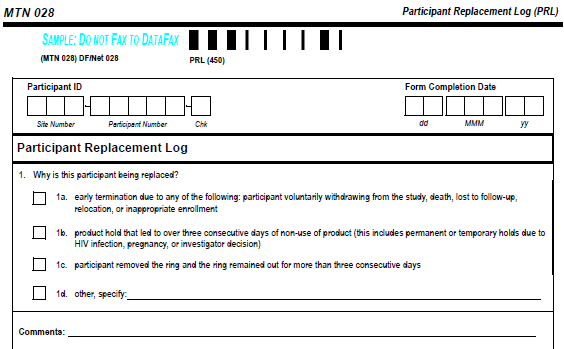 MTN 028
Participant Replacement Log (PRL)
SAMPLE: DO NOT FAX TO DATAFAX
(MTN 028) DF/Net 028
PRL (450)
Participant ID
Form Completion Date
Site Number
Participant Number
Chk
dd
MMM
yy
Participant Replacement Log
1. Why is this participant being replaced?
1a. early termination due to any of the following: participant voluntarily withdrawing from the study, death, lost to follow-up,
relocation, or inappropriate enrollment
1b. product hold that led to over three consecutive days of non-use of product (this includes permanent or temporary holds due to
HIV infection, pregnancy, or investigator decision)
1c. participant removed the ring and the ring remained out for more than three consecutive days
1d. other, specify:
Comments: